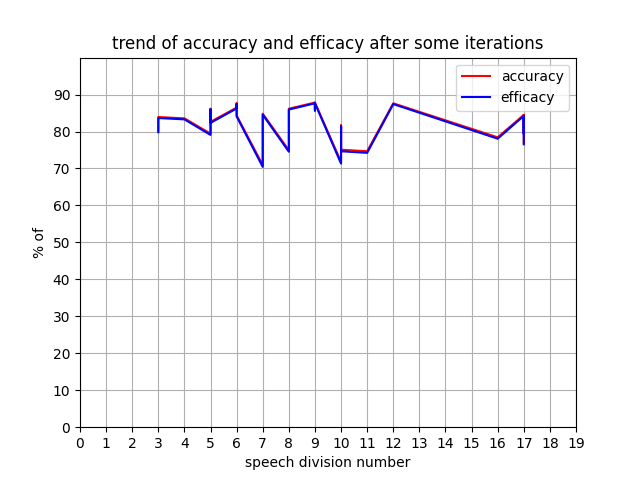 trend of accuracy and efficacy after some iterations
accuracy
efficacy
90
80
70
60
50
40
30
20
10
0
% of
0 1 2 3 4 5 6 7 8 9 10 11 12 13 14 15 16 17 18 19
speech division number